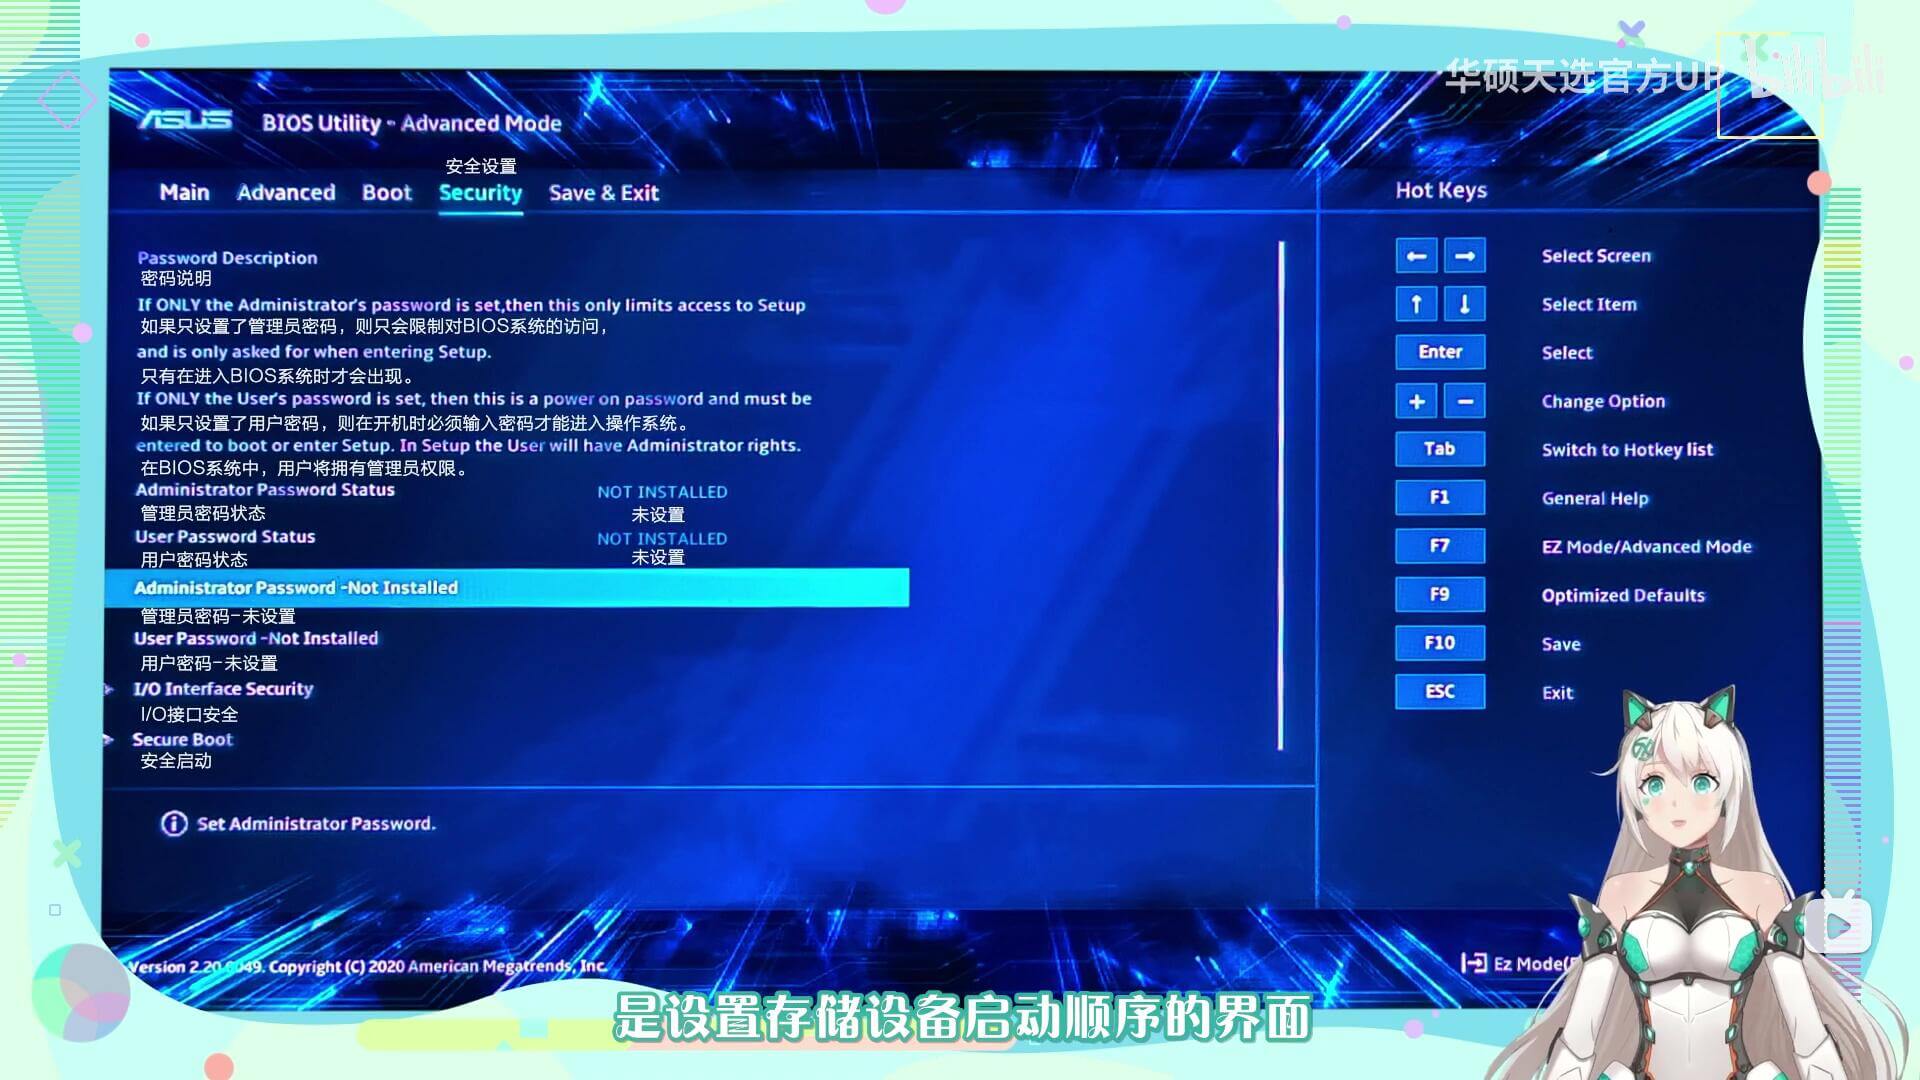 华硕天选官方UP
bilibili
ASUS BIOS Utility - Advanced Mode
安全设置
Main Advanced Boot Security Save & Exit
Hot Keys
Password Description
密码说明
If ONLY the Administrator's password is set,then this only limits access to Setup
如果只设置了管理员密码，则只会限制对BIOS系统的访问，
and is only asked for when entering Setup.
只有在进入BIOS系统时才会出现。
If ONLY the User's password is set, then this is a power on password and must be
如果只设置了用户密码，则在开机时必须输入密码才能进入操作系统。
entered to boot or enter Setup. In Setup the User will have Administrator rights.
在BIOS系统中，用户将拥有管理员权限。
Administrator Password Status NOT INSTALLED
管理员密码状态 未设置
User Password Status NOT INSTALLED
用户密码状态 未设置
Administrator Password -Not Installed
管理员密码-未设置
User Password -Not Installed
用户密码-未设置
I/O Interface Security
I/O接口安全
Secure Boot
安全启动
Set Administrator Password.
← → Select Screen
↑ ↓ Select Item
Enter Select
+ - Change Option
Tab Switch to Hotkey list
F1 General Help
F7 EZ Mode/Advanced Mode
F9 Optimized Defaults
F10 Save
ESC Exit
Version 2.20. Copyright (C) 2020 American Megatrends, Inc.
Ez Mode(
是设置存储设备启动顺序的界面